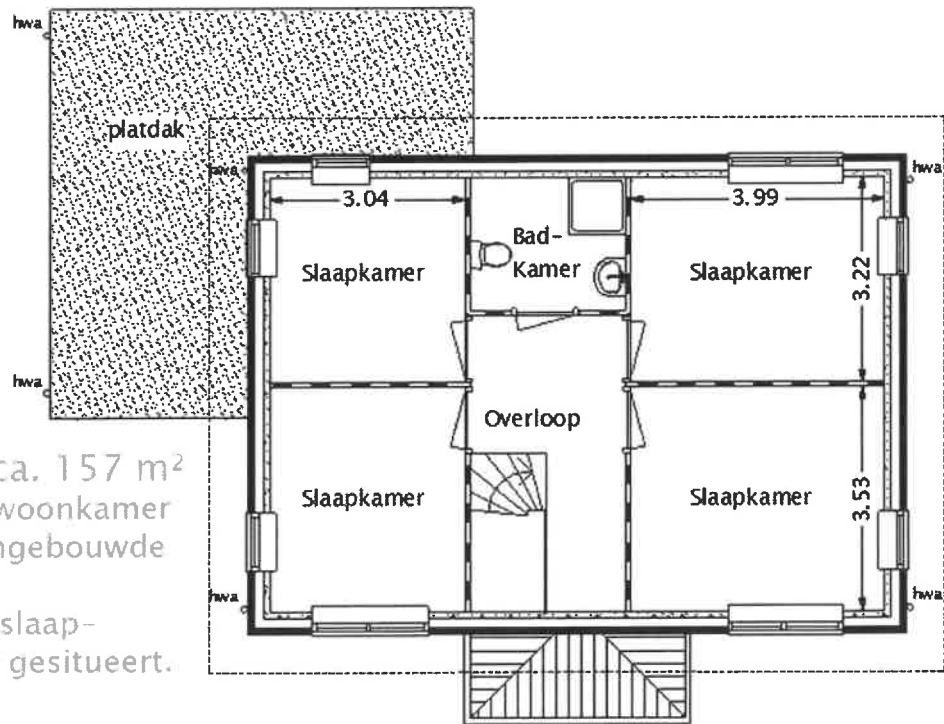 hwa
platdak
hwa
hwa
3.04
3.99
Bad-
Kamer
Slaapkamer
Slaapkamer
3.22
hwa
Overloop
ca. 157 m²
woonkamer
ngebouwde
Slaapkamer
Slaapkamer
3.53
hwa
hwa
slaap-
gesitueert.